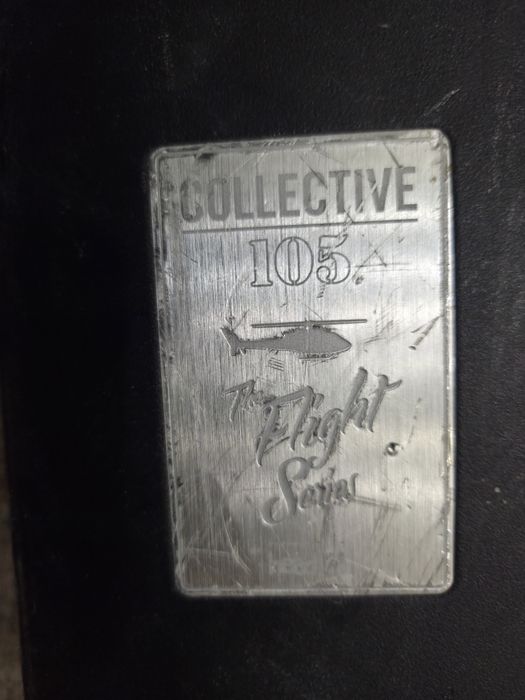 COLLECTIVE
105
The
Flight
Series